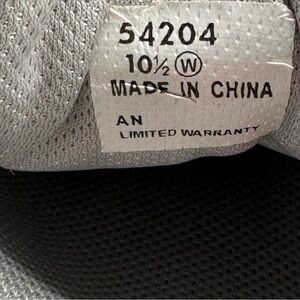 54204
10½ Ⓦ
MADE IN CHINA
AN
LIMITED WARRANTY